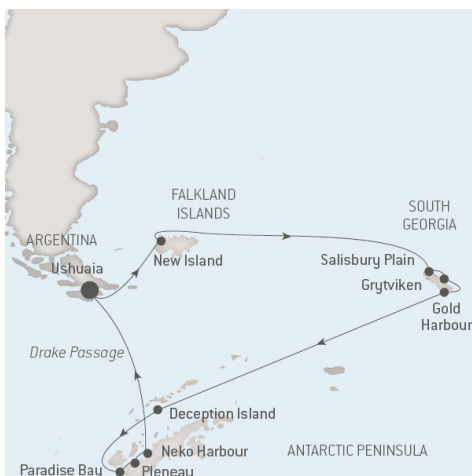 FALKLAND
ISLANDS
SOUTH
GEORGIA
ARGENTINA
Ushuaia
New Island
Salisbury Plain
Grytviken
Gold
Harbour
Drake Passage
Deception Island
Neko Harbour
ANTARCTIC PENINSULA
Paradise Bay
Pleneau